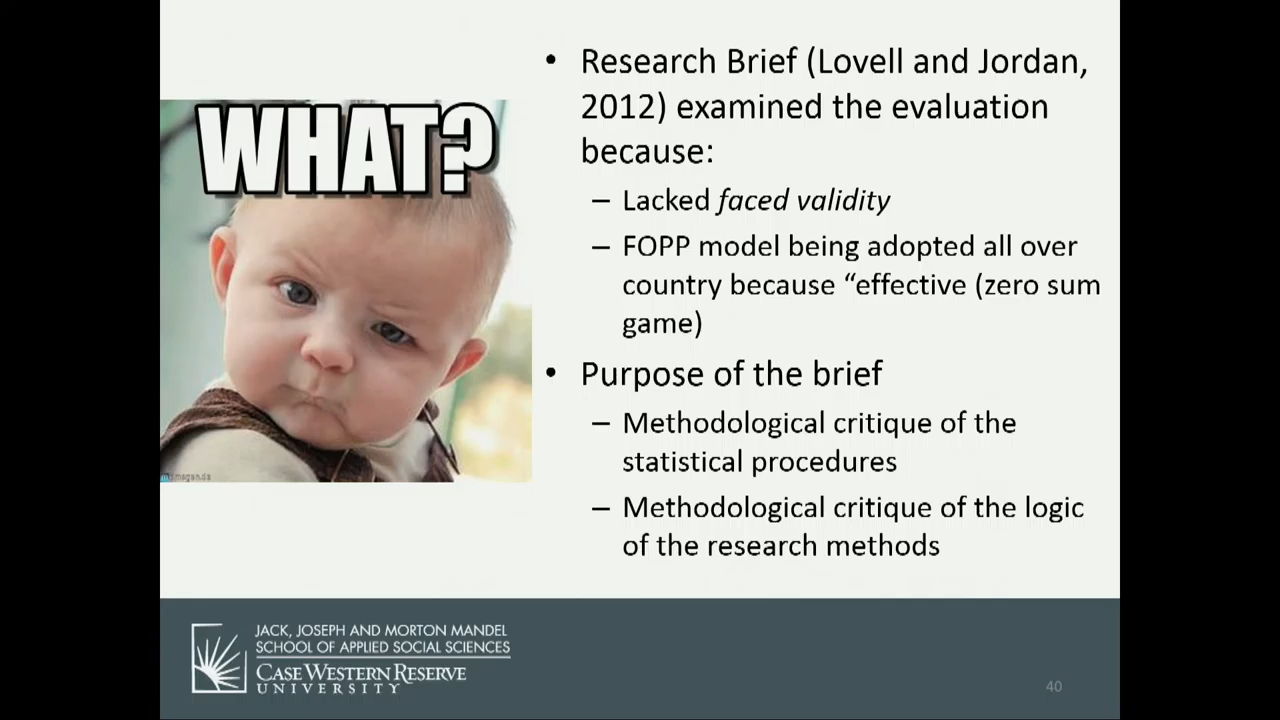 WHAT?
• Research Brief (Lovell and Jordan,
2012) examined the evaluation
because:
– Lacked faced validity
– FOPP model being adopted all over
country because “effective (zero sum
game)
• Purpose of the brief
– Methodological critique of the
statistical procedures
– Methodological critique of the logic
of the research methods
JACK, JOSEPH AND MORTON MANDEL
SCHOOL OF APPLIED SOCIAL SCIENCES
CASE WESTERN RESERVE
UNIVERSITY
40